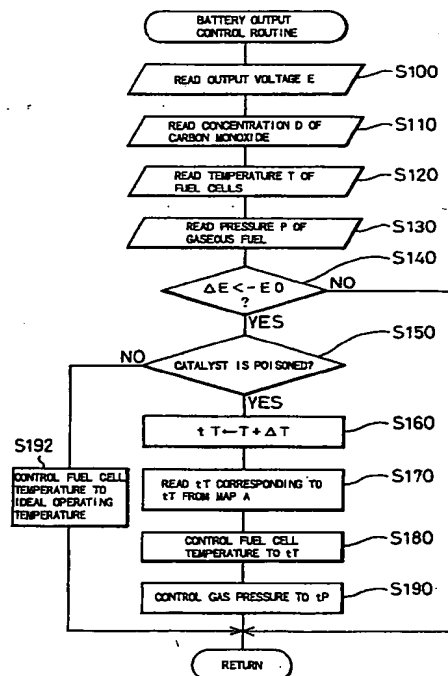 BATTERY OUTPUT
CONTROL ROUTINE
READ OUTPUT VOLTAGE E
S100
READ CONCENTRATION D OF
CARBON MONOXIDE
S110
READ TEMPERATURE T OF
FUEL CELLS
S120
READ PRESSURE P OF
GASEOUS FUEL
S130
ΔE<-E0
?
S140
NO
YES
CATALYST IS POISONED?
S150
NO
YES
tT←T+ΔT
S160
READ tT CORRESPONDING TO
tT FROM MAP A
S170
S192
CONTROL FUEL CELL
TEMPERATURE TO
IDEAL OPERATING
TEMPERATURE
CONTROL FUEL CELL
TEMPERATURE TO tT
S180
CONTROL GAS PRESSURE TO tP
S190
RETURN